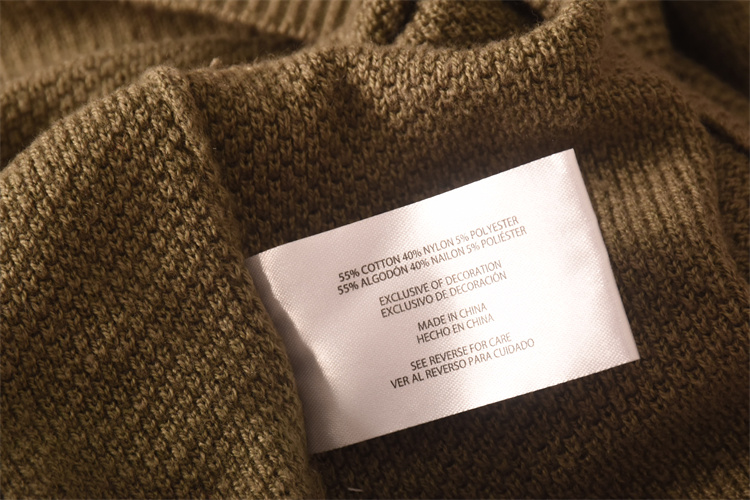 55% COTTON 40% NYLON 5% POLYESTER
55% ALGODÓN 40% NAILON 5% POLIÉSTER
EXCLUSIVE OF DECORATION
EXCLUSIVO DE DECORACIÓN
MADE IN CHINA
HECHO EN CHINA
SEE REVERSE FOR CARE
VER AL REVERSO PARA CUIDADO